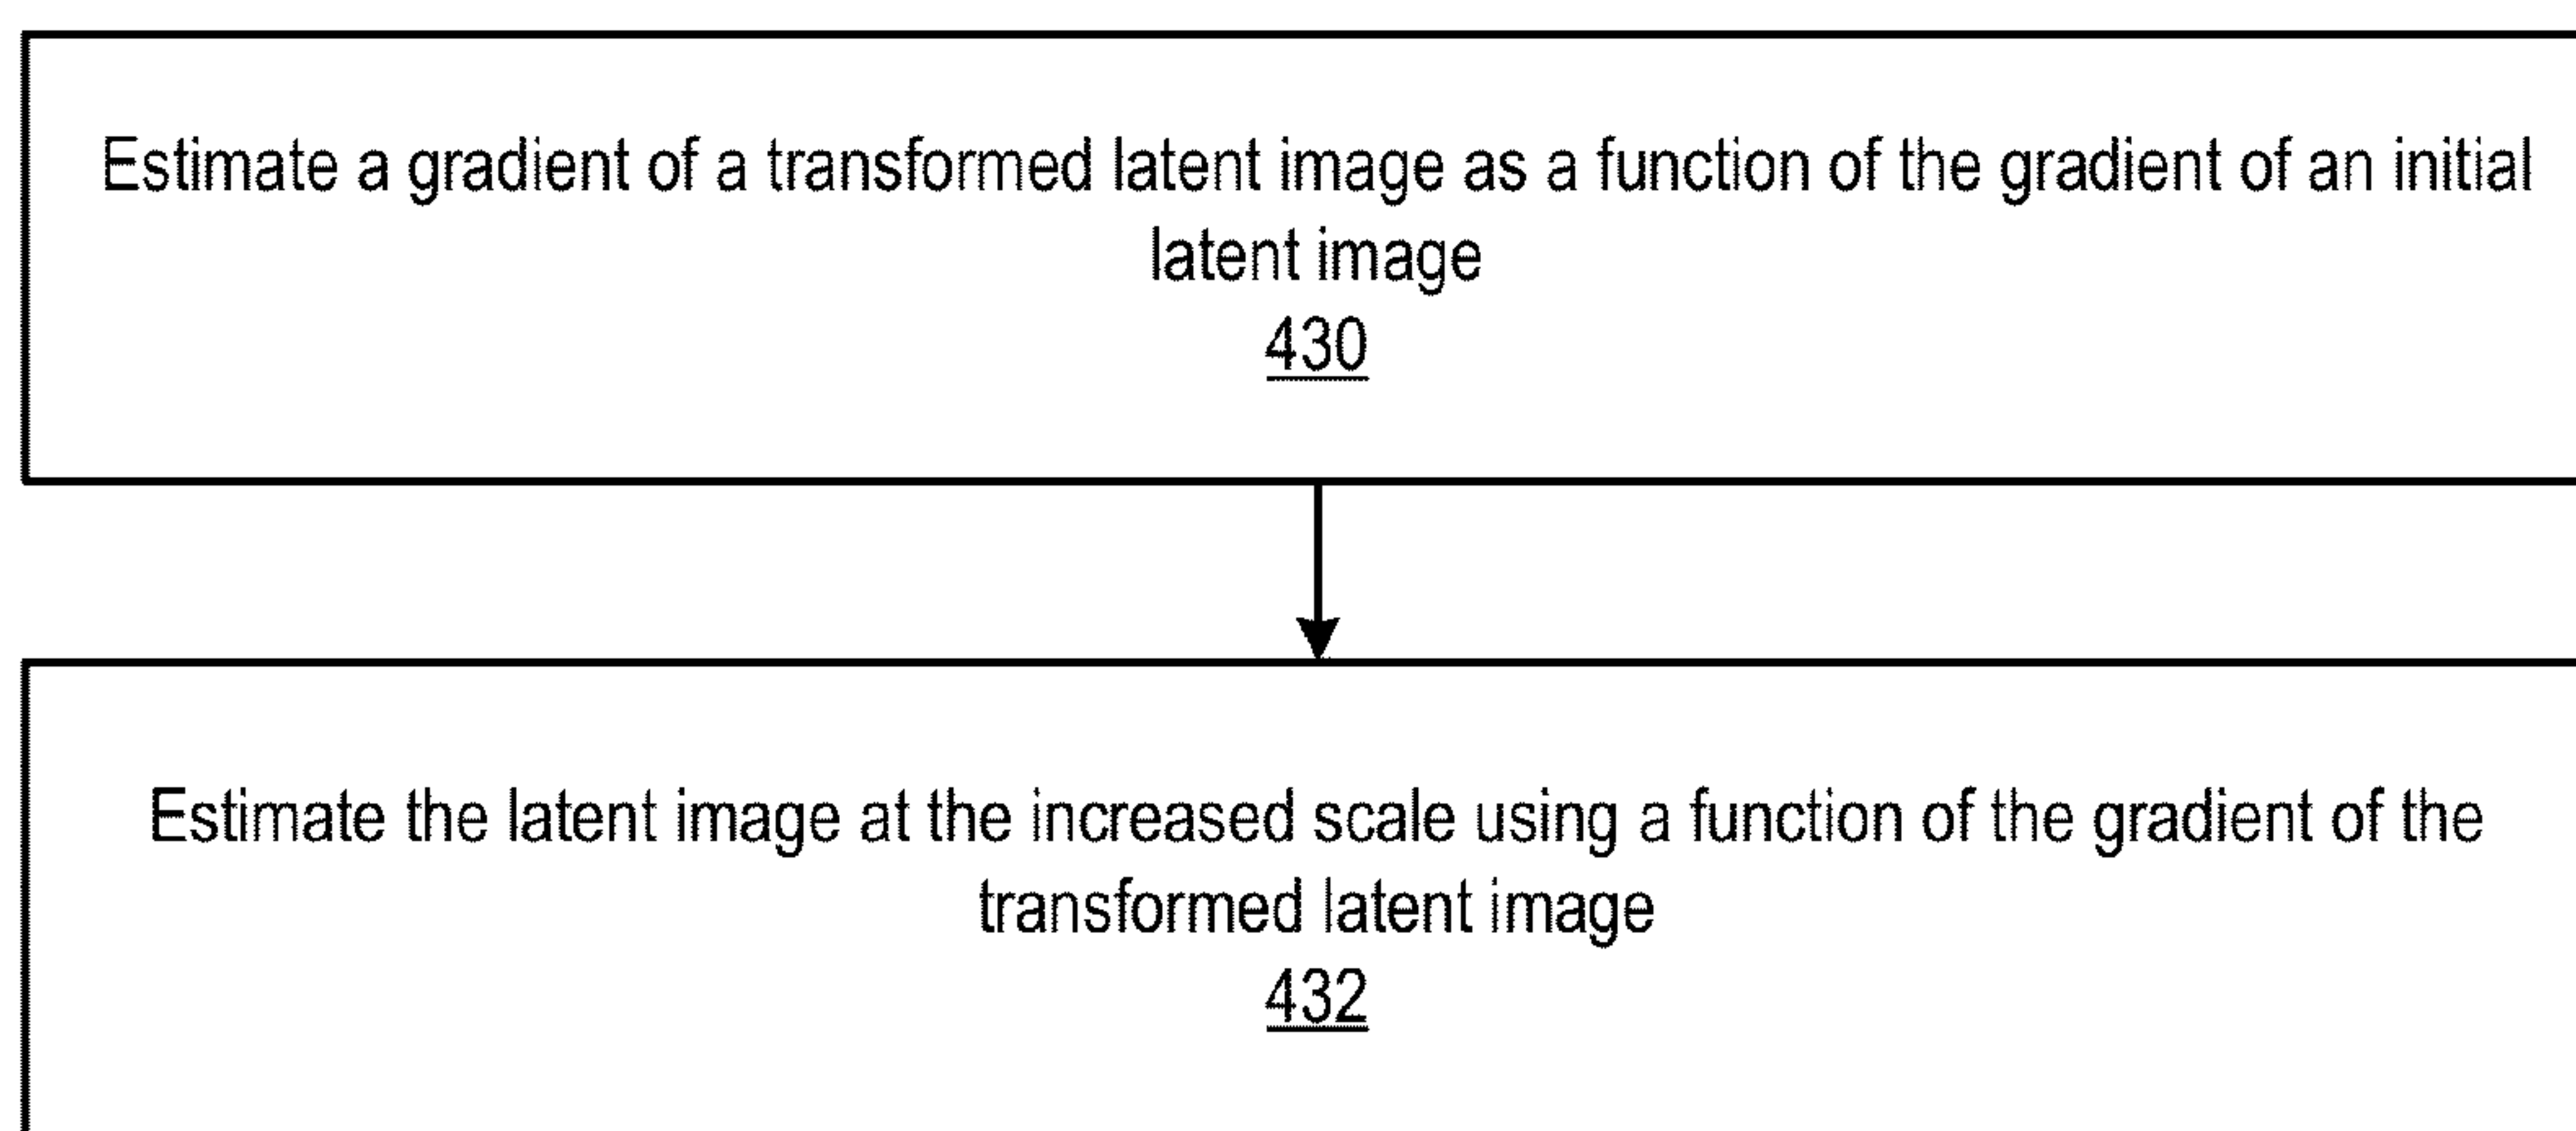 Estimate a gradient of a transformed latent image as a function of the gradient of an initial
latent image
430
Estimate the latent image at the increased scale using a function of the gradient of the
transformed latent image
432